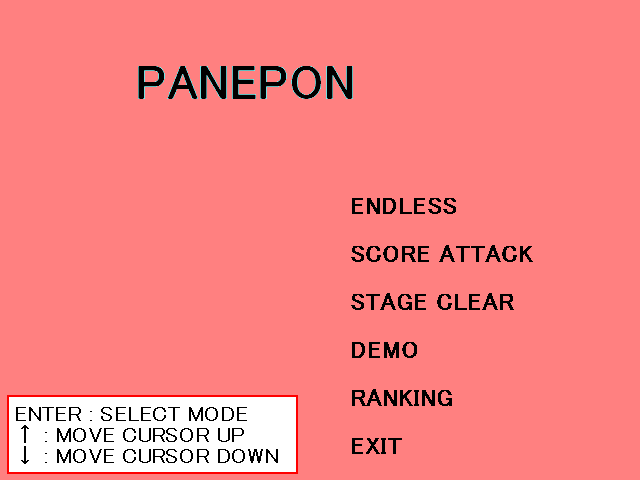 PANEPON
ENDLESS
SCORE ATTACK
STAGE CLEAR
DEMO
RANKING
EXIT
ENTER : SELECT MODE
↑ : MOVE CURSOR UP
↓ : MOVE CURSOR DOWN